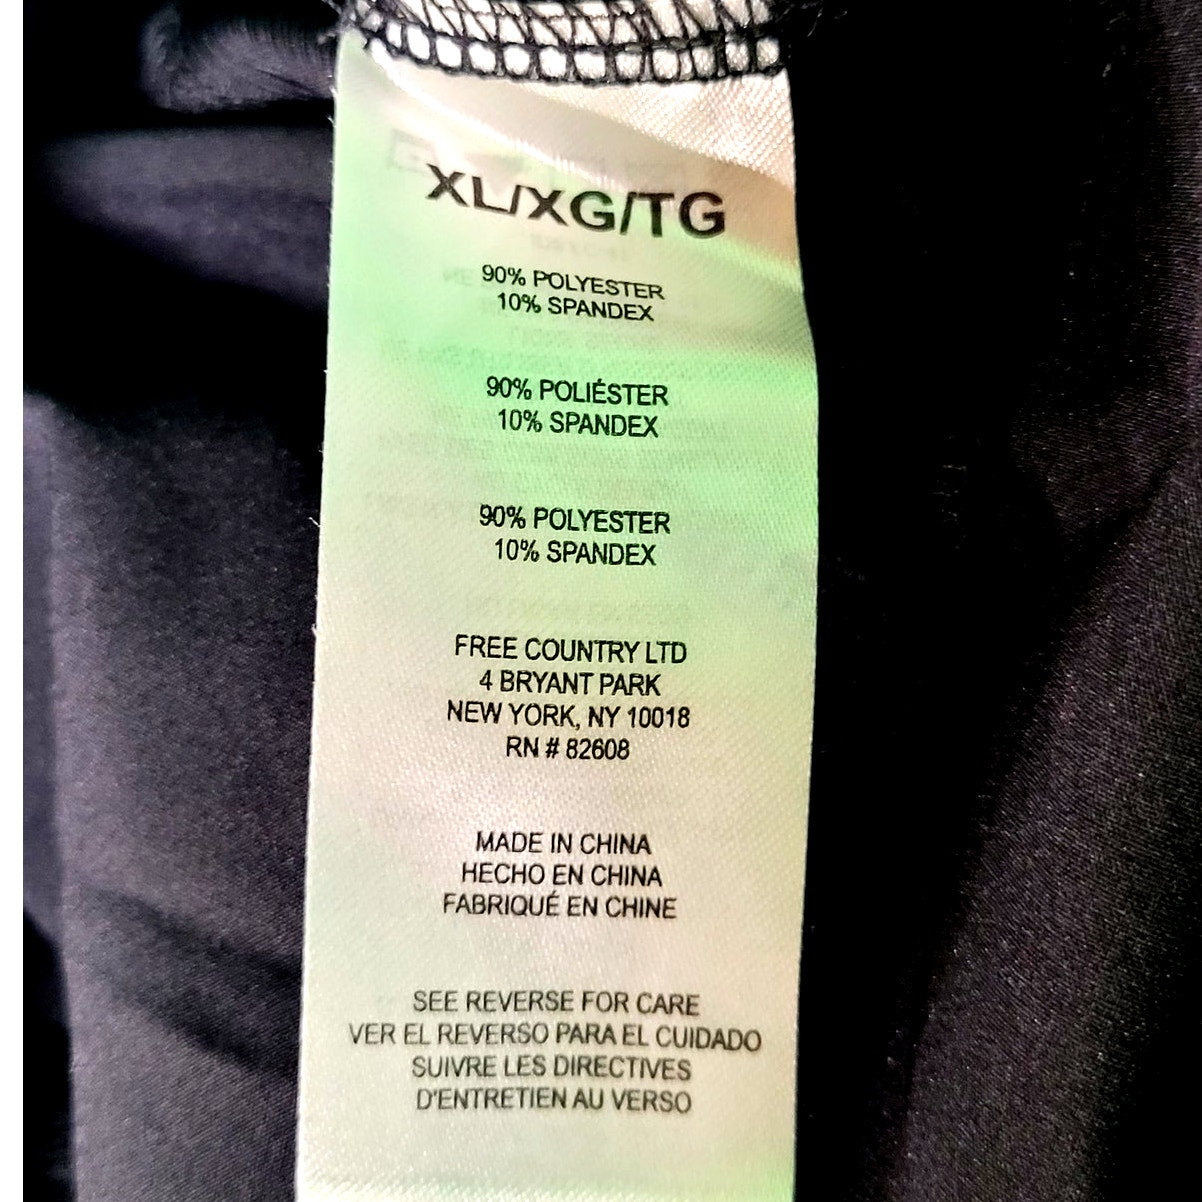 XL/XG/TG
90% POLYESTER
10% SPANDEX
90% POLIÉSTER
10% SPANDEX
90% POLYESTER
10% SPANDEX
FREE COUNTRY LTD
4 BRYANT PARK
NEW YORK, NY 10018
RN # 82608
MADE IN CHINA
HECHO EN CHINA
FABRIQUÉ EN CHINE
SEE REVERSE FOR CARE
VER EL REVERSO PARA EL CUIDADO
SUIVRE LES DIRECTIVES
D'ENTRETIEN AU VERSO